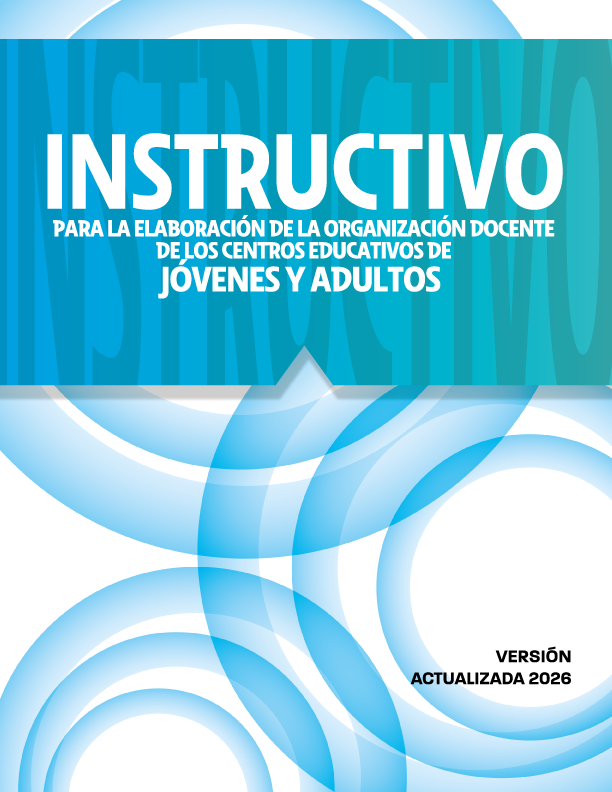 INSTRUCTIVO
PARA LA ELABORACIÓN DE LA ORGANIZACIÓN DOCENTE
DE LOS CENTROS EDUCATIVOS DE
JÓVENES Y ADULTOS
VERSIÓN
ACTUALIZADA 2026